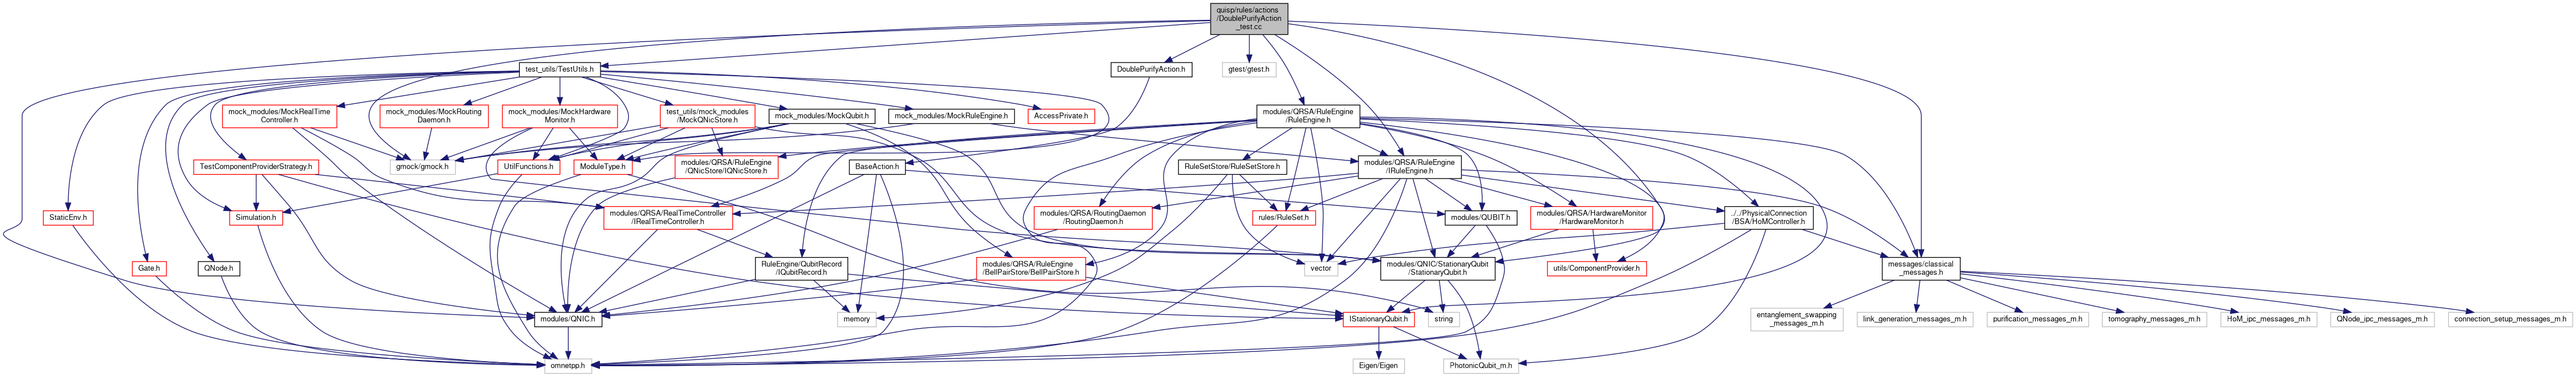 quisp/rules/actions
/DoublePurifyAction
_test.cc
test_utils/TestUtils.h
DoublePurifyAction.h
gtest/gtest.h
mock_modules/MockRealTime
Controller.h
mock_modules/MockRouting
Daemon.h
mock_modules/MockHardware
Monitor.h
test_utils/mock_modules
/MockQNicStore.h
mock_modules/MockQubit.h
mock_modules/MockRuleEngine.h
AccessPrivate.h
modules/QRSA/RuleEngine
/RuleEngine.h
TestComponentProviderStrategy.h
gmock/gmock.h
UtilFunctions.h
ModuleType.h
modules/QRSA/RuleEngine
/QNicStore/IQNicStore.h
BaseAction.h
RuleSetStore/RuleSetStore.h
modules/QRSA/RuleEngine
/IRuleEngine.h
StaticEnv.h
Simulation.h
modules/QRSA/RealTimeController
/IRealTimeController.h
modules/QRSA/RoutingDaemon
/RoutingDaemon.h
rules/RuleSet.h
modules/QUBIT.h
modules/QRSA/HardwareMonitor
/HardwareMonitor.h
../../PhysicalConnection
/BSA/HoMController.h
Gate.h
QNode.h
RuleEngine/QubitRecord
/IQubitRecord.h
modules/QRSA/RuleEngine
/BellPairStore/BellPairStore.h
vector
modules/QNIC/StationaryQubit
/StationaryQubit.h
utils/ComponentProvider.h
messages/classical
_messages.h
modules/QNIC.h
memory
IStationaryQubit.h
string
entanglement_swapping
_messages_m.h
link_generation_messages_m.h
purification_messages_m.h
tomography_messages_m.h
HoM_ipc_messages_m.h
QNode_ipc_messages_m.h
connection_setup_messages_m.h
omnetpp.h
Eigen/Eigen
PhotonicQubit_m.h